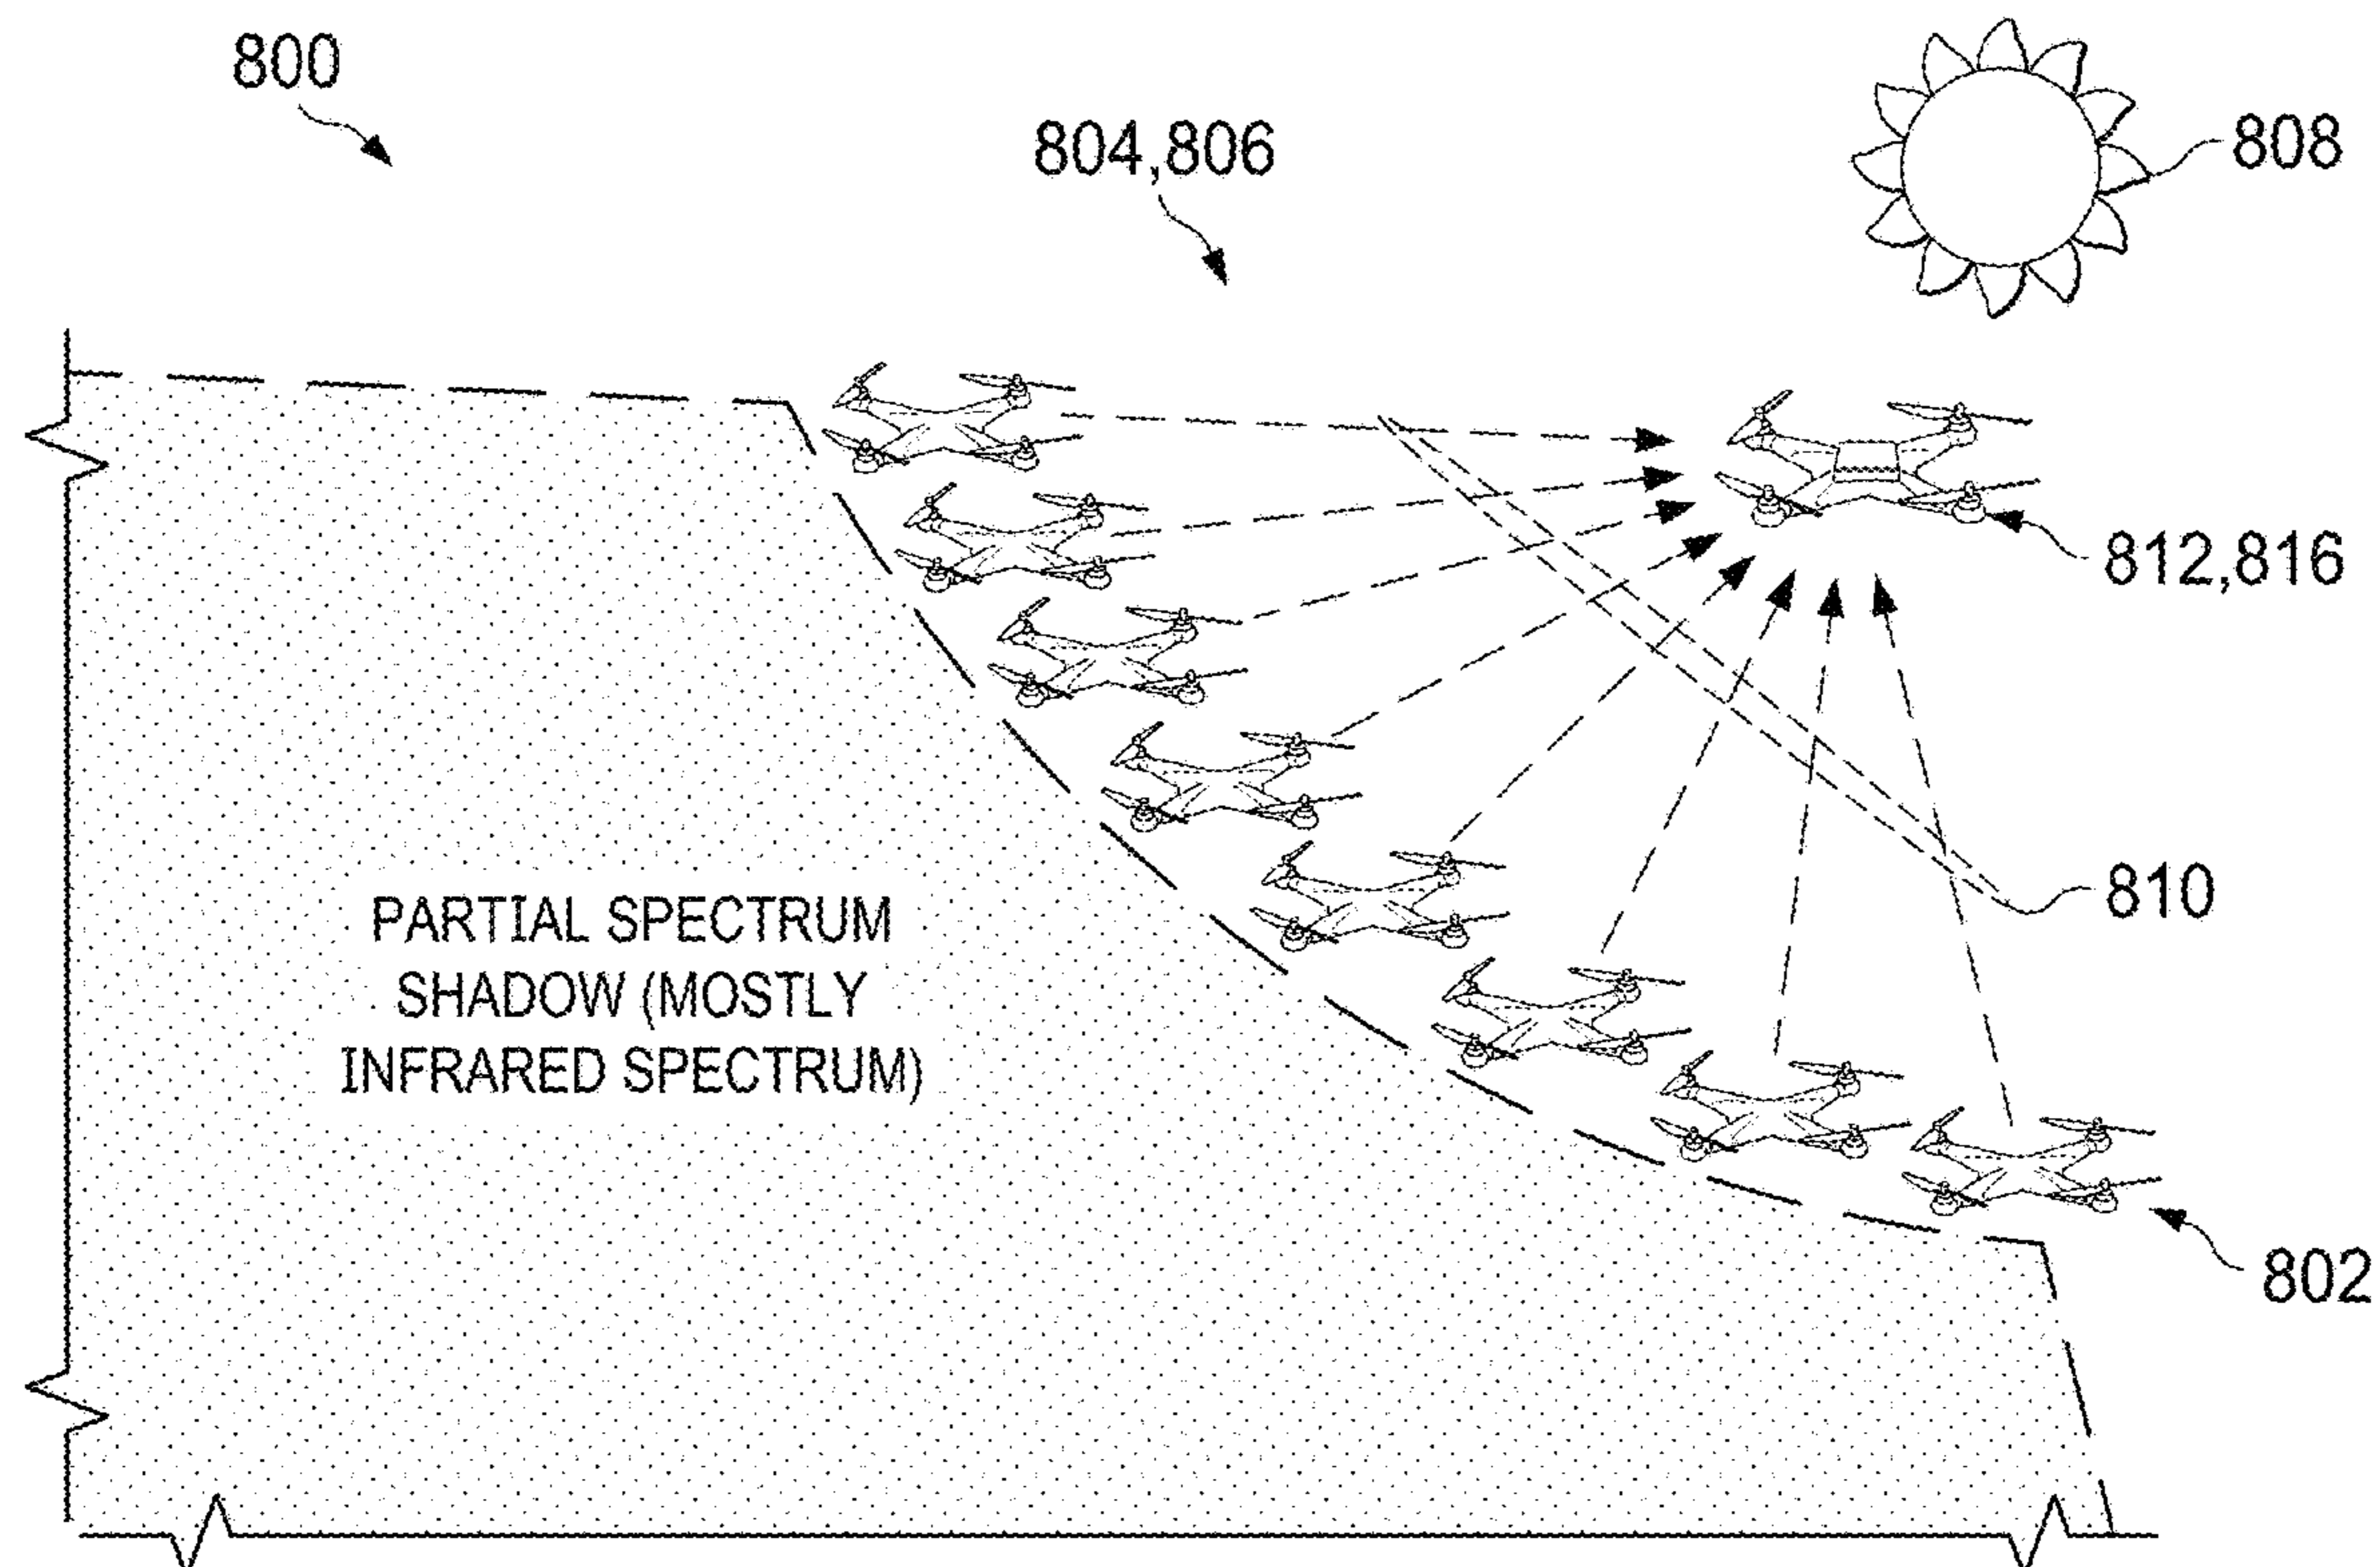 800
804,806
808
812,816
810
PARTIAL SPECTRUM
SHADOW (MOSTLY
INFRARED SPECTRUM)
802